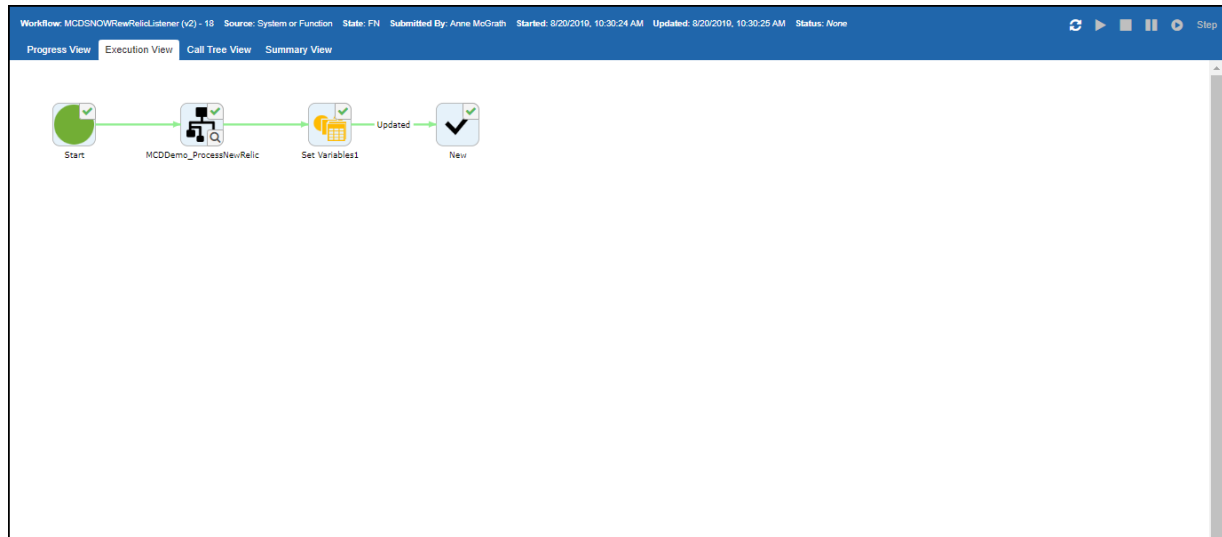 Workflow: MCDSNOWRewRelicListener (v2) - 18 Source: System or Function State: FN Submitted By: Anne McGrath Started: 8/20/2019, 10:30:24 AM Updated: 8/20/2019, 10:30:25 AM Status: None
Step
Progress View Execution View Call Tree View Summary View
Updated
Start MCDDemo_ProcessNewRelic Set Variables1 New